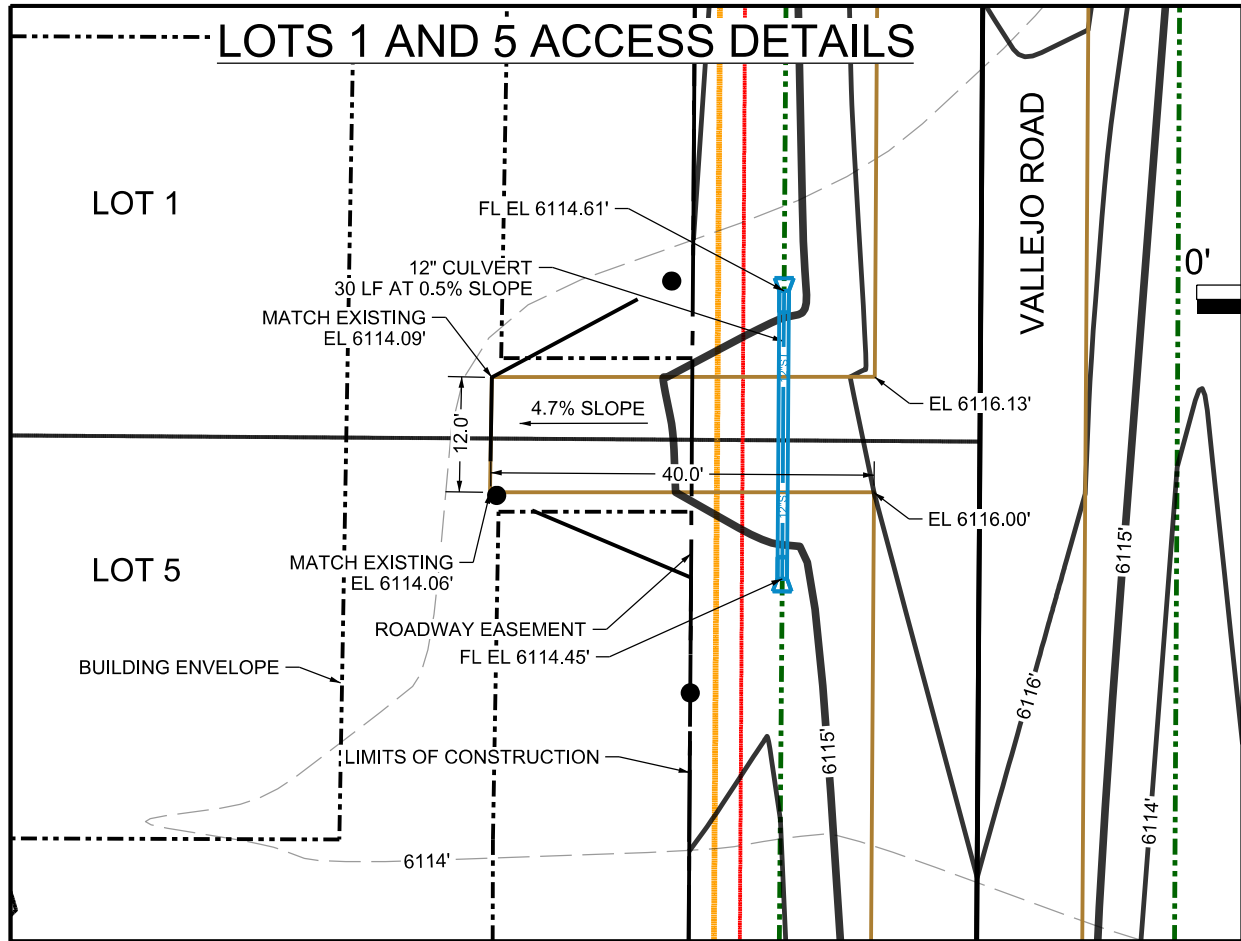 LOTS 1 AND 5 ACCESS DETAILS
VALLEJO ROAD
LOT 1
FL EL 6114.61'
0'
12" CULVERT
30 LF AT 0.5% SLOPE
MATCH EXISTING
EL 6114.09'
EL 6116.13'
4.7% SLOPE
12.0'
40.0'
EL 6116.00'
LOT 5
MATCH EXISTING
EL 6114.06'
ROADWAY EASEMENT
FL EL 6114.45'
BUILDING ENVELOPE
LIMITS OF CONSTRUCTION
6115'
6116'
6115'
6114'
6114'